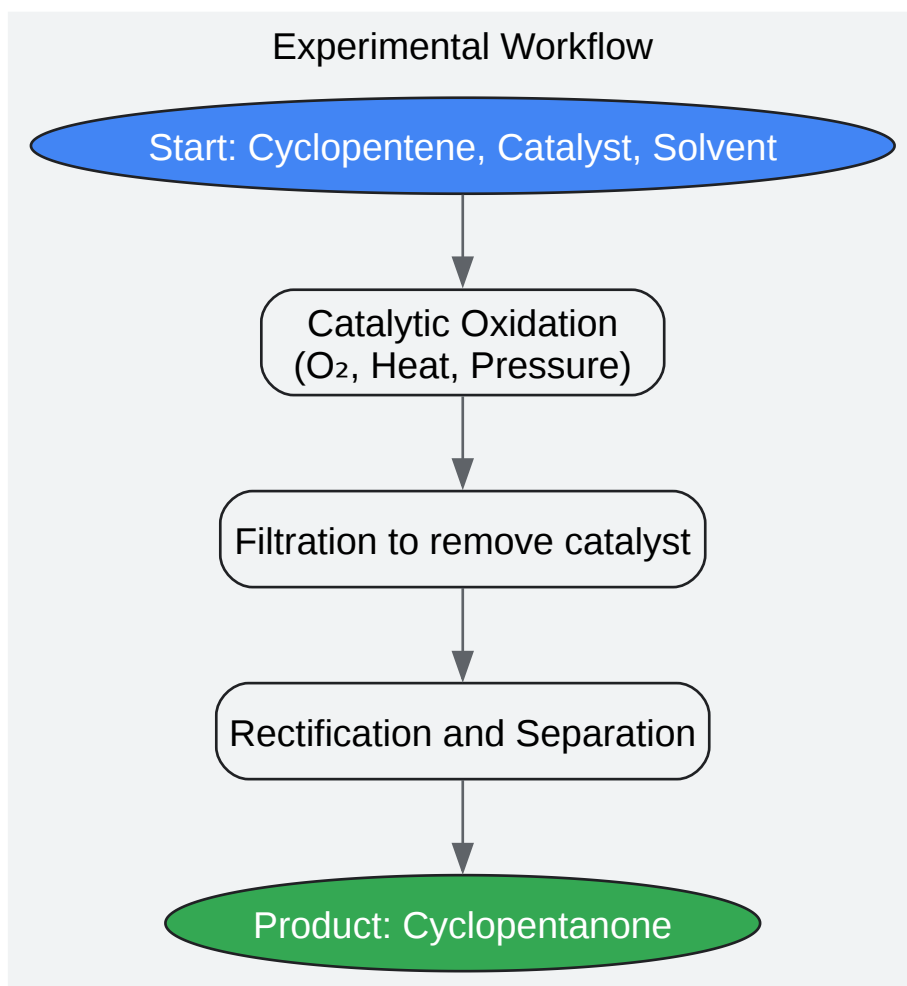 Experimental Workflow
Start: Cyclopentene, Catalyst, Solvent
Catalytic Oxidation
(O₂, Heat, Pressure)
Filtration to remove catalyst
Rectification and Separation
Product: Cyclopentanone